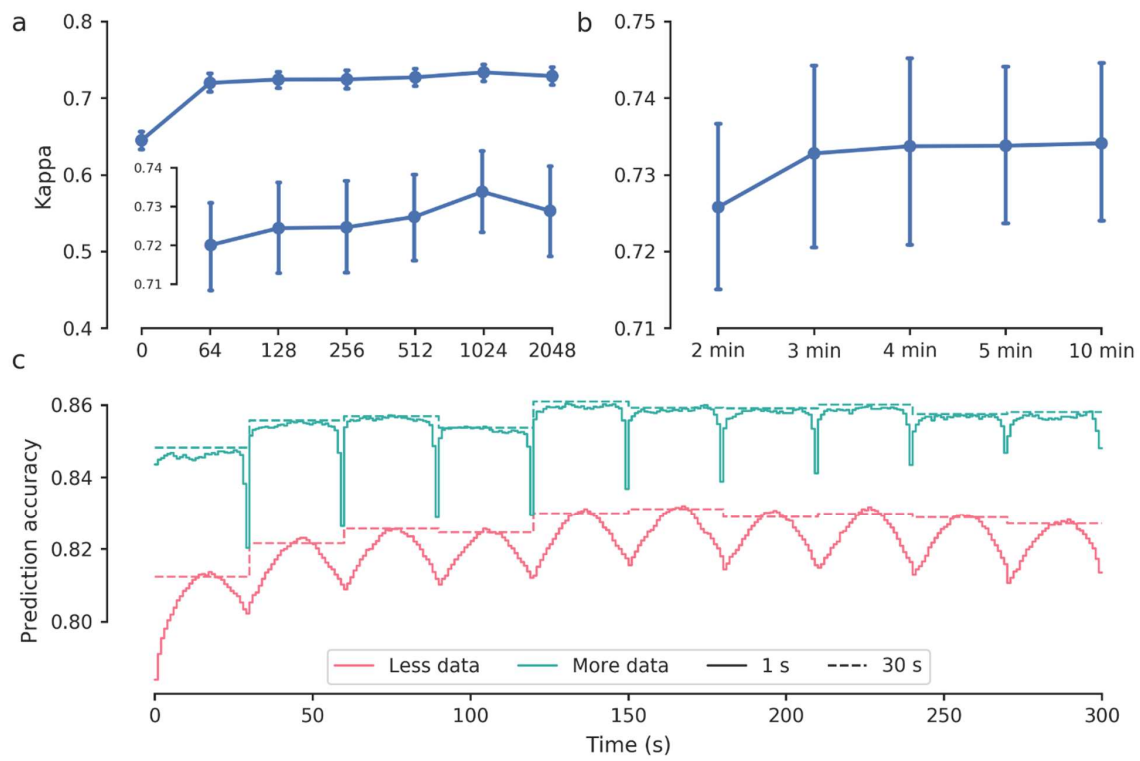 a
0.8
0.7
0.6
0.5
0.4
Kappa
0.74
0.73
0.72
0.71
0 64 128 256 512 1024 2048
b
0.75
0.74
0.73
0.72
0.71
2 min 3 min 4 min 5 min 10 min
c
0.86
0.84
0.82
0.80
Prediction accuracy
Less data More data 1 s 30 s
0 50 100 150 200 250 300
Time (s)